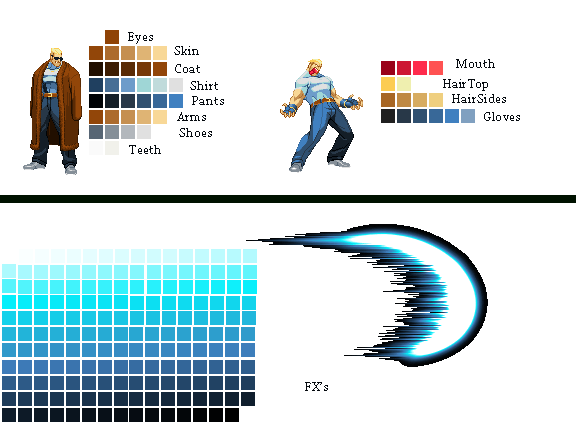 Eyes
Skin
Coat
Shirt
Pants
Arms
Shoes
Teeth
Mouth
HairTop
HairSides
Gloves
FX's